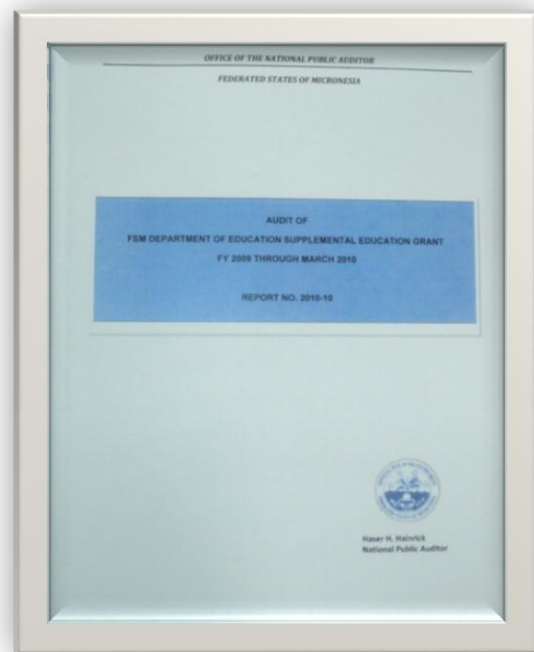 OFFICE OF THE NATIONAL PUBLIC AUDITOR
FEDERATED STATES OF MICRONESIA
AUDIT OF
FSM DEPARTMENT OF EDUCATION SUPPLEMENTAL EDUCATION GRANT
FY 2009 THROUGH MARCH 2010
REPORT NO. 2010-10
Haser H. Hainrick
National Public Auditor